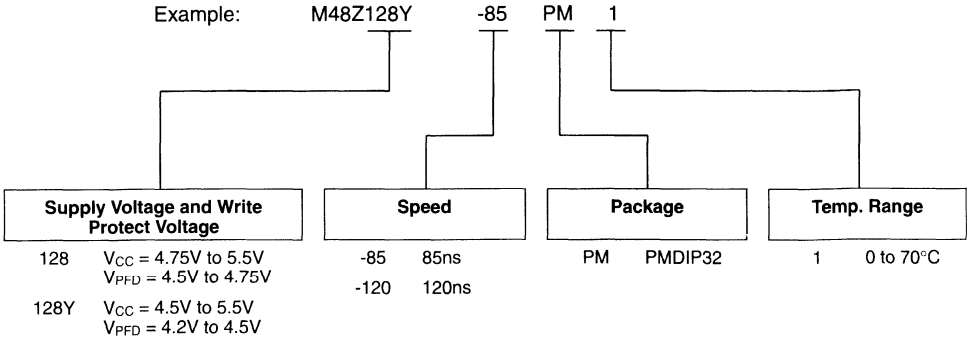 Example: M48Z128Y -85 PM 1
Supply Voltage and Write
Protect Voltage
128 VCC = 4.75V to 5.5V
VPFD = 4.5V to 4.75V
128Y VCC = 4.5V to 5.5V
VPFD = 4.2V to 4.5V
Speed
-85 85ns
-120 120ns
Package
PM PMDIP32
Temp. Range
1 0 to 70°C